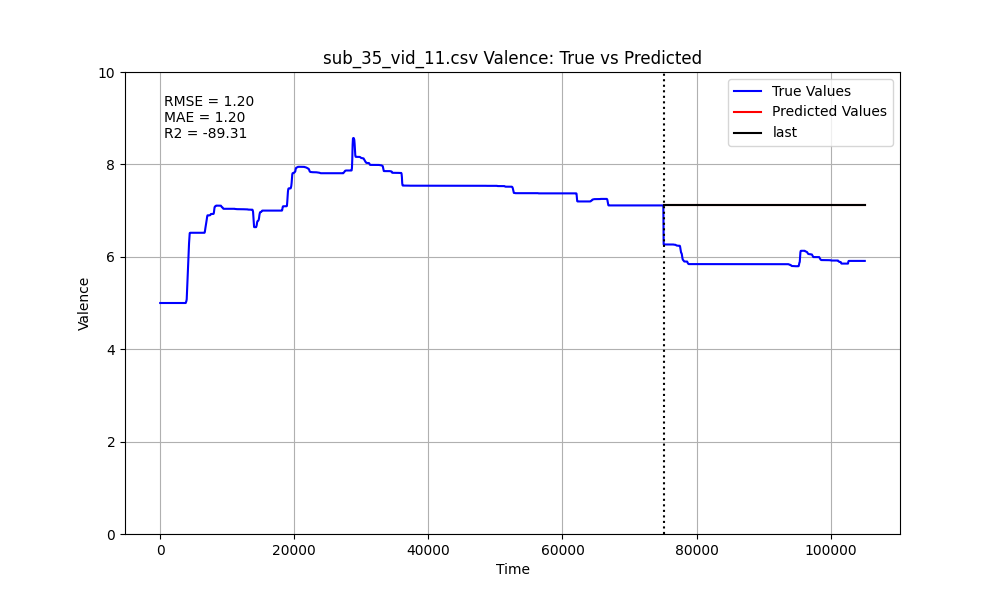 sub_35_vid_11.csv Valence: True vs Predicted
RMSE = 1.20
MAE = 1.20
R2 = -89.31
True Values
Predicted Values
last
10
8
6
4
2
0
Valence
0
20000
40000
60000
80000
100000
Time